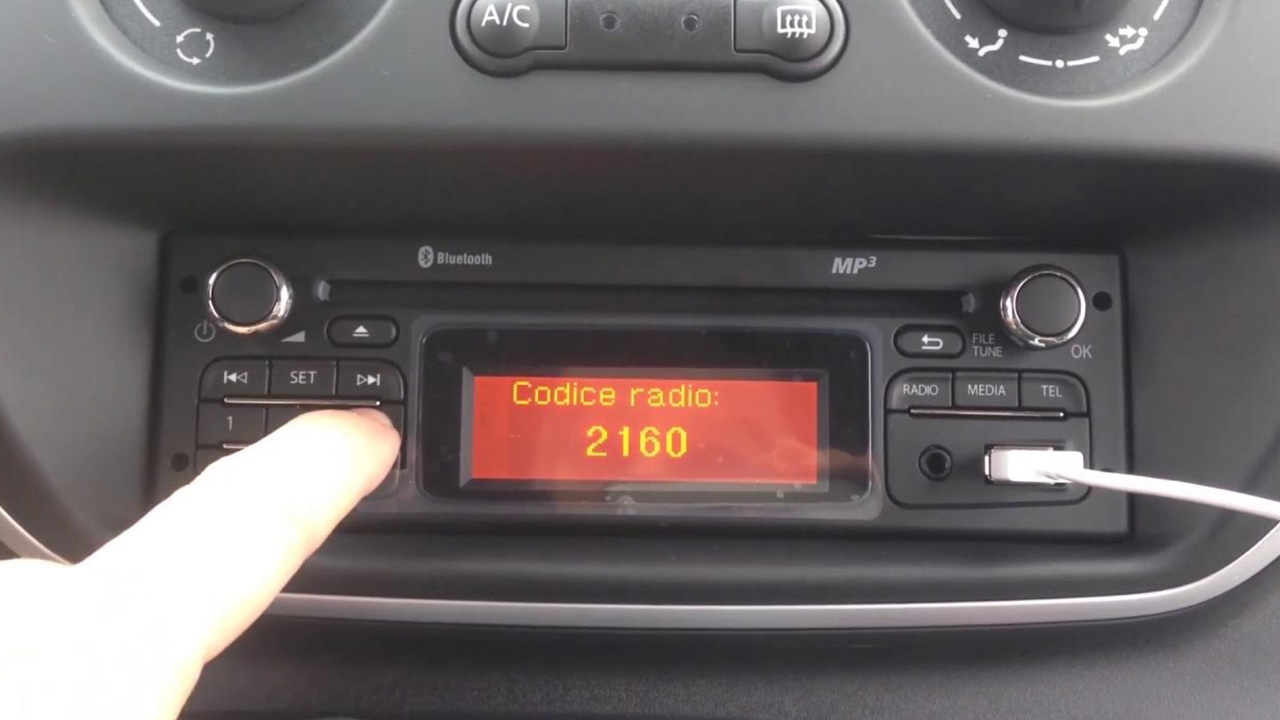 A/C
Bluetooth
MP3
FILE
TUNE
OK
SET
RADIO
MEDIA
TEL
1
Codice radio:
2160